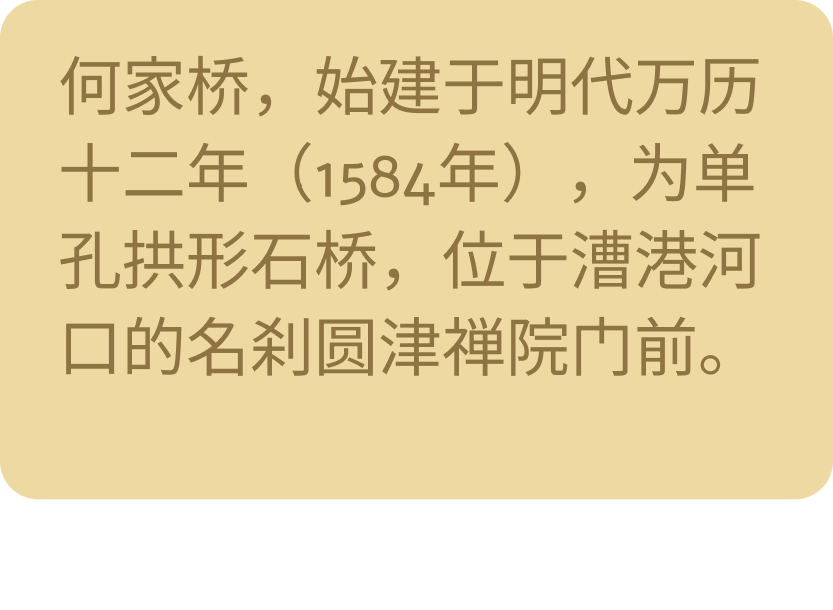 何家桥，始建于明代万历
十二年（1584年），为单
孔拱形石桥，位于漕港河
口的名刹圆津禅院门前。